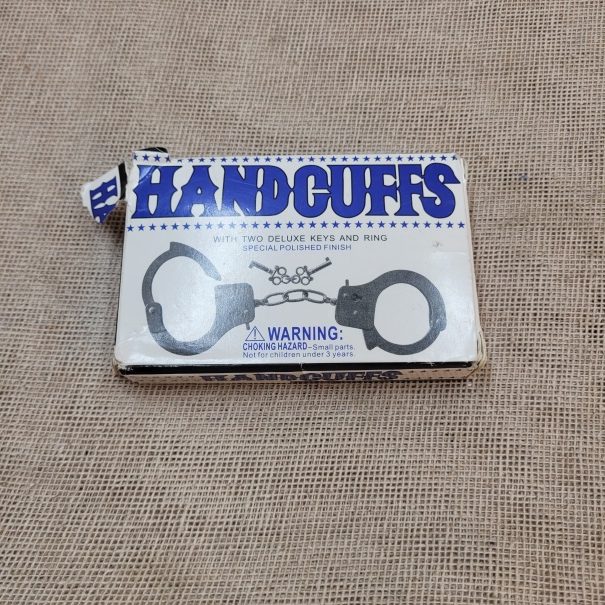 HANDCUFFS
WITH TWO DELUXE KEYS AND RING
SPECIAL POLISHED FINISH
WARNING:
CHOKING HAZARD–Small parts.
Not for children under 3 years.
HANDCUFFS